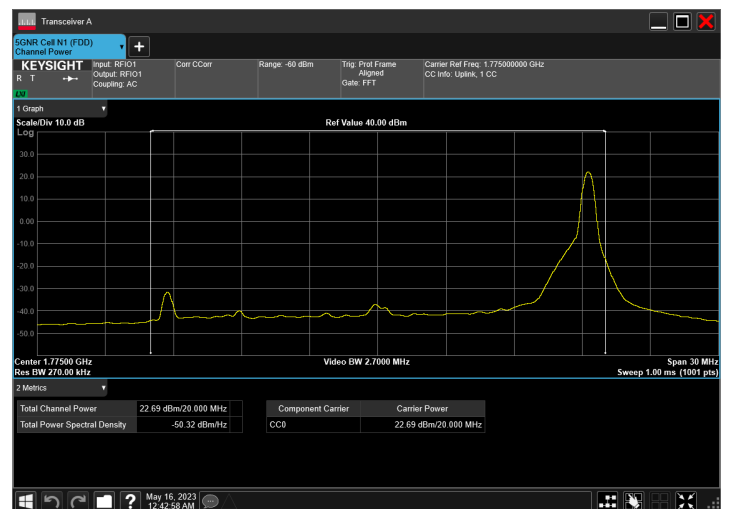 Transceiver A
5GNR Cell N1 (FDD)
Channel Power
KEYSIGHT
R T
LXI
Input: RFIO1
Output: RFIO1
Coupling: AC
Corr CCorr
Range: -60 dBm
Trig: Prot Frame
Aligned
Gate: FFT
Carrier Ref Freq: 1.775000000 GHz
CC Info: Uplink, 1 CC
1 Graph
Scale/Div 10.0 dB
Ref Value 40.00 dBm
Log
30.0
20.0
10.0
0.00
-10.0
-20.0
-30.0
-40.0
-50.0
Center 1.77500 GHz
Video BW 2.7000 MHz
Span 30 MHz
Res BW 270.00 kHz
Sweep 1.00 ms (1001 pts)
2 Metrics
Total Channel Power 22.69 dBm/20.000 MHz
Total Power Spectral Density -50.32 dBm/Hz
Component Carrier Carrier Power
CC0 22.69 dBm/20.000 MHz
?
May 16, 2023
12:42:58 AM